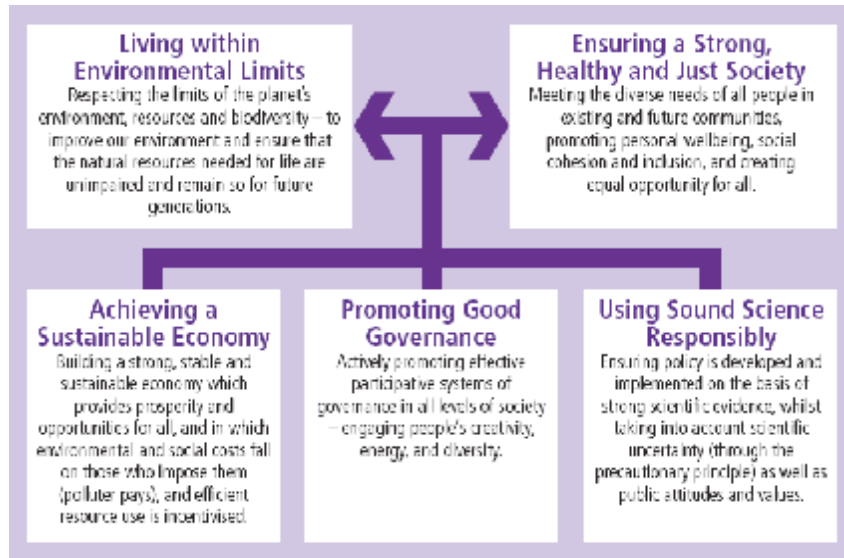 Living within
Environmental Limits
Respecting the limits of the planet's
environment, resources and biodiversity – to
improve our environment and ensure that
the natural resources needed for life are
unimpaired and remain so for future
generations.
Ensuring a Strong,
Healthy and Just Society
Meeting the diverse needs of all people in
existing and future communities,
promoting personal wellbeing, social
cohesion and inclusion, and creating
equal opportunity for all.
Achieving a
Sustainable Economy
Building a strong, stable and
sustainable economy which
provides prosperity and
opportunities for all, and in which
environmental and social costs fall
on those who impose them
(polluter pays), and efficient
resource use is incentivised.
Promoting Good
Governance
Actively promoting effective
participative systems of
governance in all levels of society
– engaging people's creativity,
energy, and diversity.
Using Sound Science
Responsibly
Ensuring policy is developed and
implemented on the basis of
strong scientific evidence, whilst
taking into account scientific
uncertainty (through the
precautionary principle) as well as
public attitudes and values.